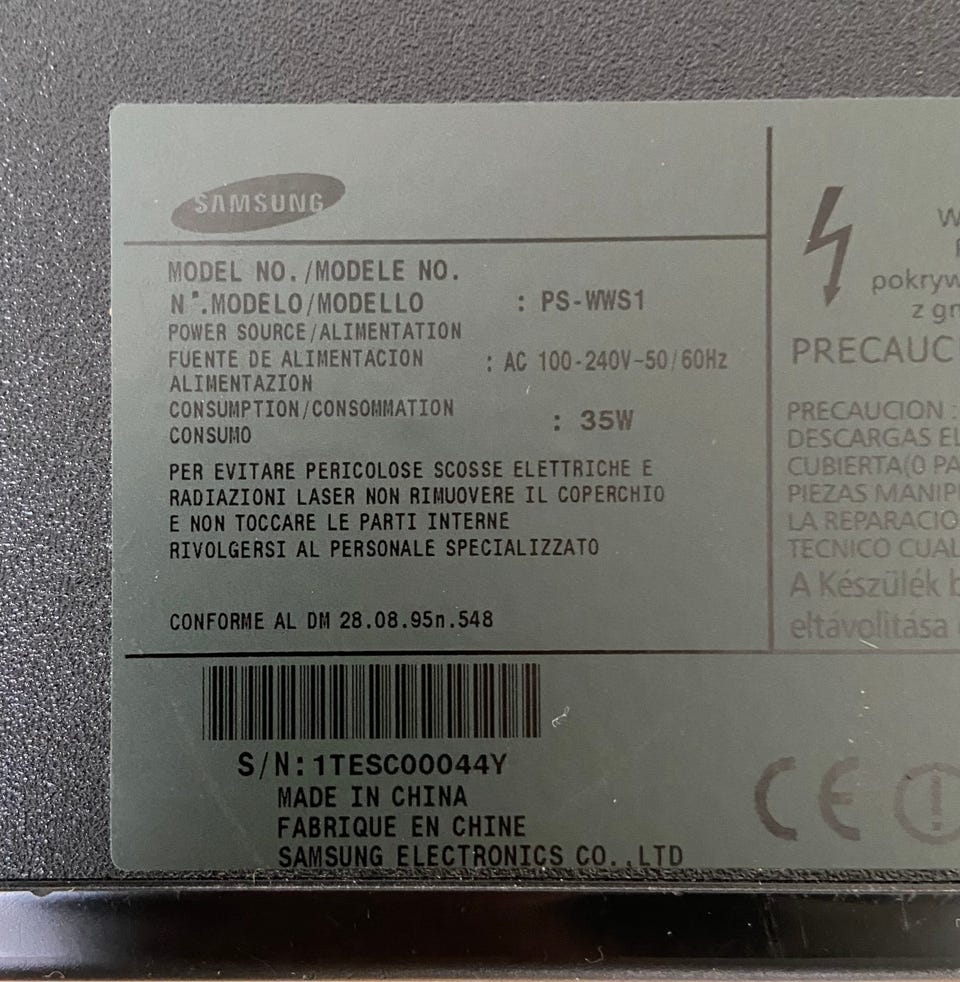 SAMSUNG
MODEL NO./MODELE NO.
N°.MODELO/MODELLO : PS-WWS1
POWER SOURCE/ALIMENTATION
FUENTE DE ALIMENTACION : AC 100-240V~50/60Hz
ALIMENTAZION
CONSUMPTION/CONSOMMATION
: 35W
CONSUMO
PER EVITARE PERICOLOSE SCOSSE ELETTRICHE E
RADIAZIONI LASER NON RIMUOVERE IL COPERCHIO
E NON TOCCARE LE PARTI INTERNE
RIVOLGERSI AL PERSONALE SPECIALIZZATO
CONFORME AL DM 28.08.95n.548
S/N:1TESC00044Y
MADE IN CHINA
FABRIQUE EN CHINE
SAMSUNG ELECTRONICS CO.,LTD
W
pokryw
z gr
PRECAUC
PRECAUCION :
DESCARGAS EL
CUBIERTA(O PA
PIEZAS MANIP
LA REPARACIO
TECNICO CUAL
A Készülék b
eltávolitása
CE